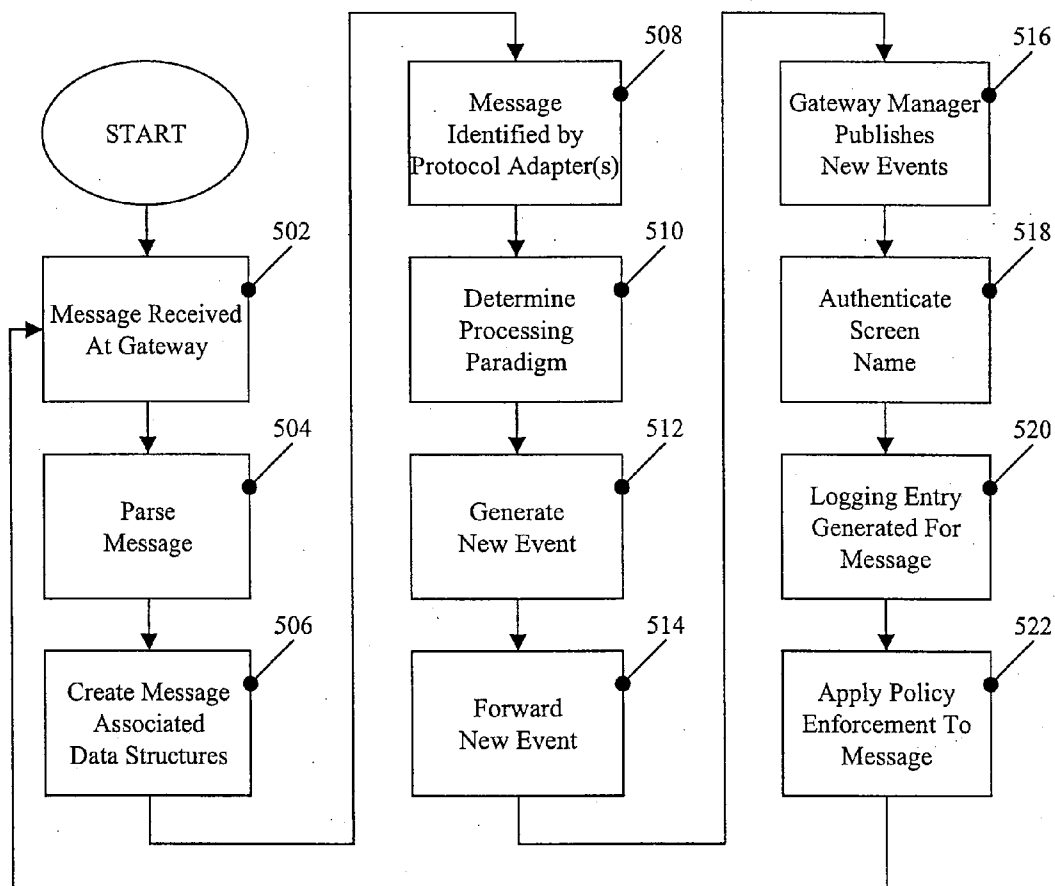 START
502
Message Received
At Gateway
504
Parse
Message
506
Create Message
Associated
Data Structures
508
Message
Identified by
Protocol Adapter(s)
510
Determine
Processing
Paradigm
512
Generate
New Event
514
Forward
New Event
516
Gateway Manager
Publishes
New Events
518
Authenticate
Screen
Name
520
Logging Entry
Generated For
Message
522
Apply Policy
Enforcement To
Message